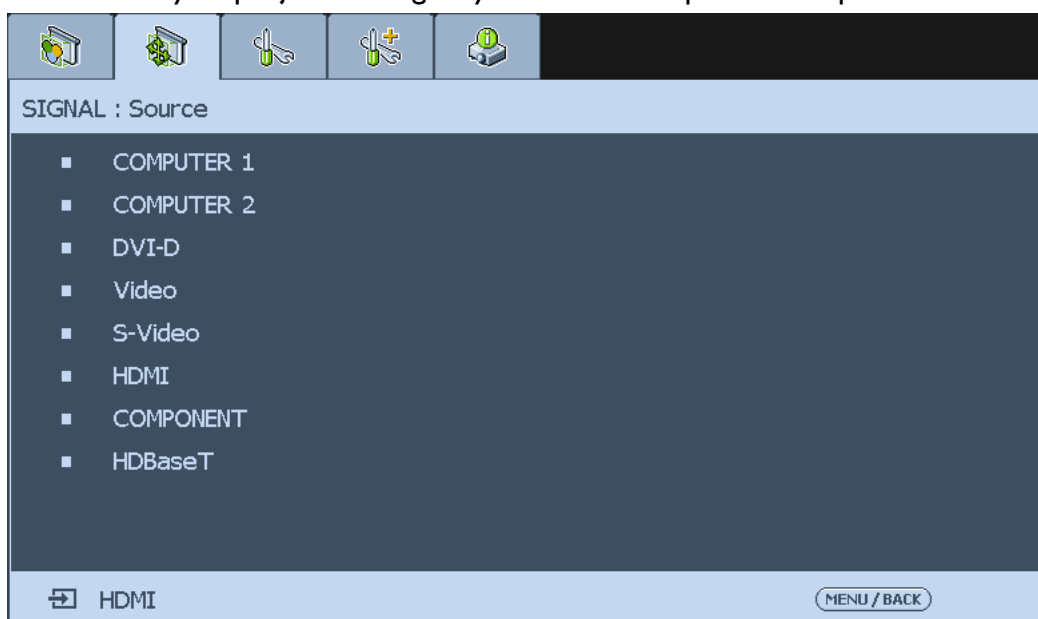 SIGNAL : Source
COMPUTER 1
COMPUTER 2
DVI-D
Video
S-Video
HDMI
COMPONENT
HDBaseT
HDMI
MENU / BACK